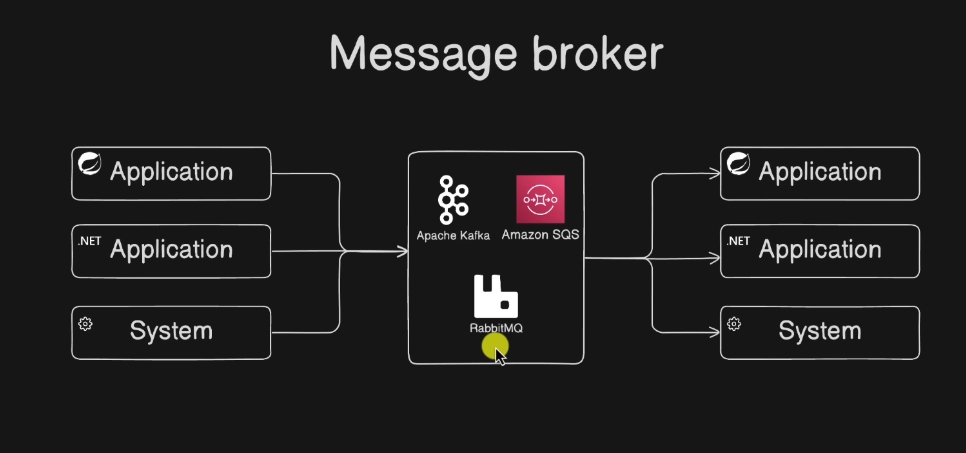 Message broker
Application
.NET
Application
System
Apache Kafka
Amazon SQS
RabbitMQ
Application
.NET
Application
System